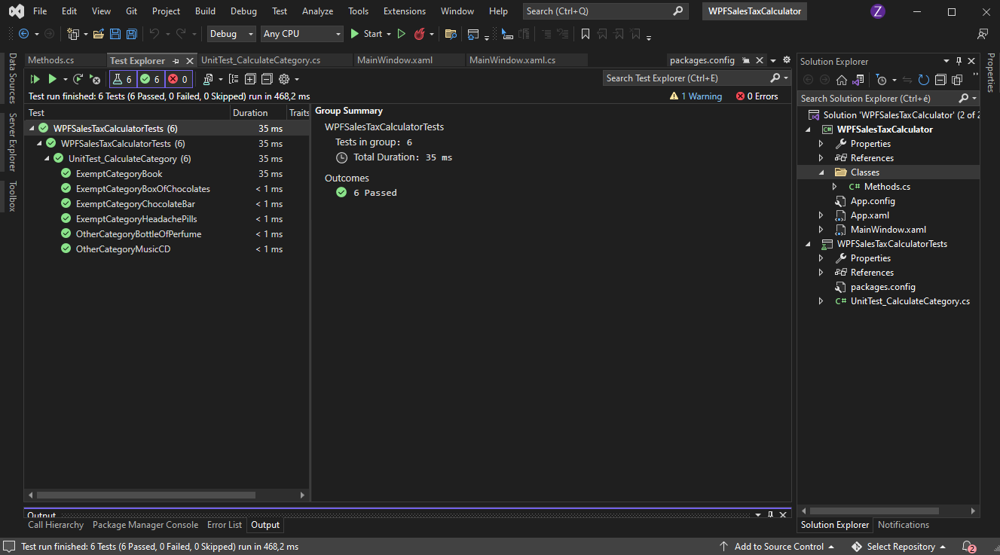 File Edit View Git Project Build Debug Test Analyze Tools Extensions Window Help Search (Ctrl+Q) WPFSalesTaxCalculator Z
Debug Any CPU Start
Data Sources
Server Explorer
Toolbox
Methods.cs Test Explorer UnitTest_CalculateCategory.cs MainWindow.xaml MainWindow.xaml.cs packages.config
6 6 0 Search Test Explorer (Ctrl+E)
Test run finished: 6 Tests (6 Passed, 0 Failed, 0 Skipped) run in 468,2 ms 1 Warning 0 Errors
Test Duration Traits
WPFSalesTaxCalculatorTests (6) 35 ms
WPFSalesTaxCalculatorTests (6) 35 ms
UnitTest_CalculateCategory (6) 35 ms
ExemptCategoryBook 35 ms
ExemptCategoryBoxOfChocolates < 1 ms
ExemptCategoryChocolateBar < 1 ms
ExemptCategoryHeadachePills < 1 ms
OtherCategoryBottleOfPerfume < 1 ms
OtherCategoryMusicCD < 1 ms
Group Summary
WPFSalesTaxCalculatorTests
Tests in group: 6
Total Duration: 35 ms
Outcomes
6 Passed
Solution Explorer
Search Solution Explorer (Ctrl+é)
Solution 'WPFSalesTaxCalculator' (2 of 2
C# WPFSalesTaxCalculator
Properties
References
Classes
C# Methods.cs
App.config
App.xaml
MainWindow.xaml
WPFSalesTaxCalculatorTests
Properties
References
packages.config
C# UnitTest_CalculateCategory.cs
Properties
Output
Call Hierarchy Package Manager Console Error List Output
Solution Explorer Notifications
Test run finished: 6 Tests (6 Passed, 0 Failed, 0 Skipped) run in 468,2 ms Add to Source Control Select Repository 2